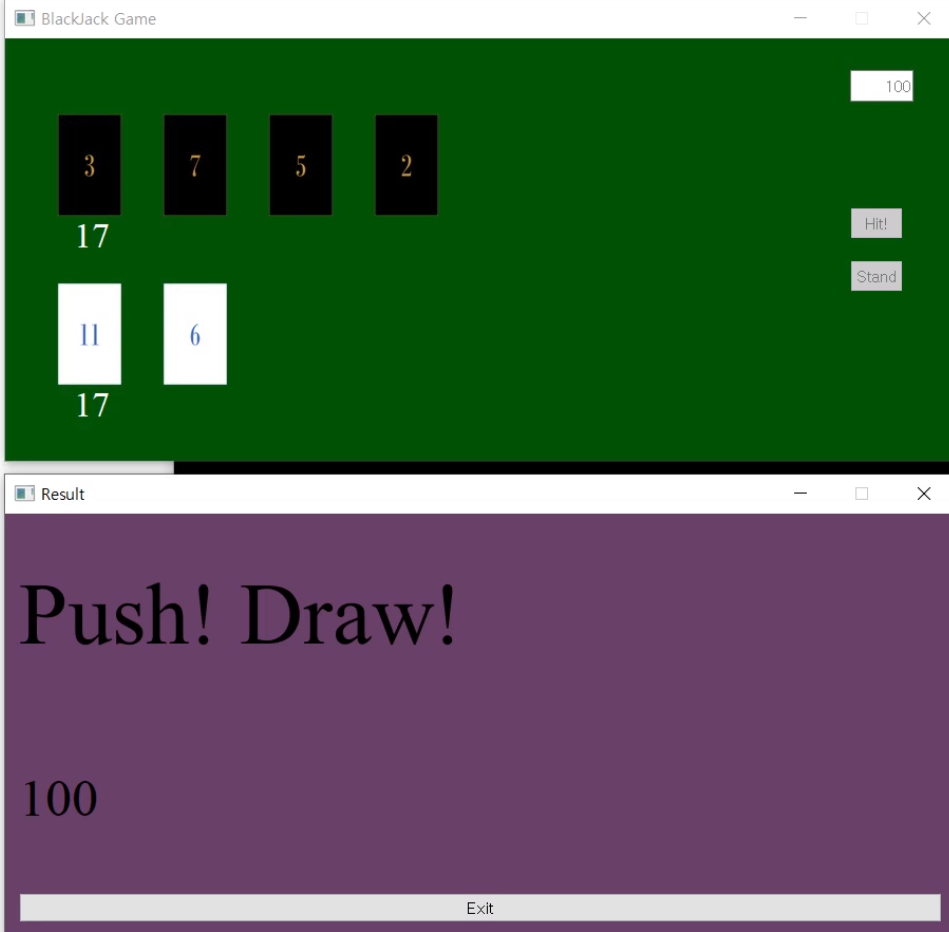 BlackJack Game
100
3 7 5 2
17
Hit!
Stand
11 6
17
Result
Push! Draw!
100
Exit